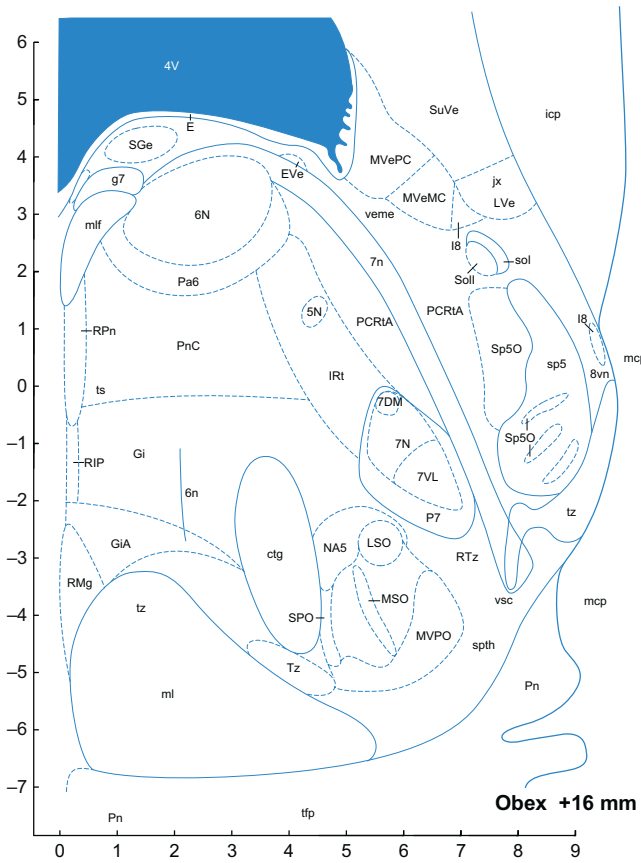 6
4V
5
SuVe
icp
E
SGe
4
EVe
MVePC
g7
jx
MVeMC
LVe
3
mlf
6N
veme
I8
7n
sol
2
Pa6
Soll
5N
PCRtA
PCRtA
I8
1
RPn
PnC
Sp5O
sp5
mcp
IRt
8vn
0
ts
7DM
-1
Gi
7N
Sp5O
RIP
7VL
-2
6n
P7
tz
GiA
ctg
NA5
LSO
-3
RTz
RMg
tz
MSO
vsc
mcp
-4
SPO
MVPO
spth
-5
Tz
Pn
ml
-6
-7
Obex +16 mm
Pn
tfp
0 1 2 3 4 5 6 7 8 9